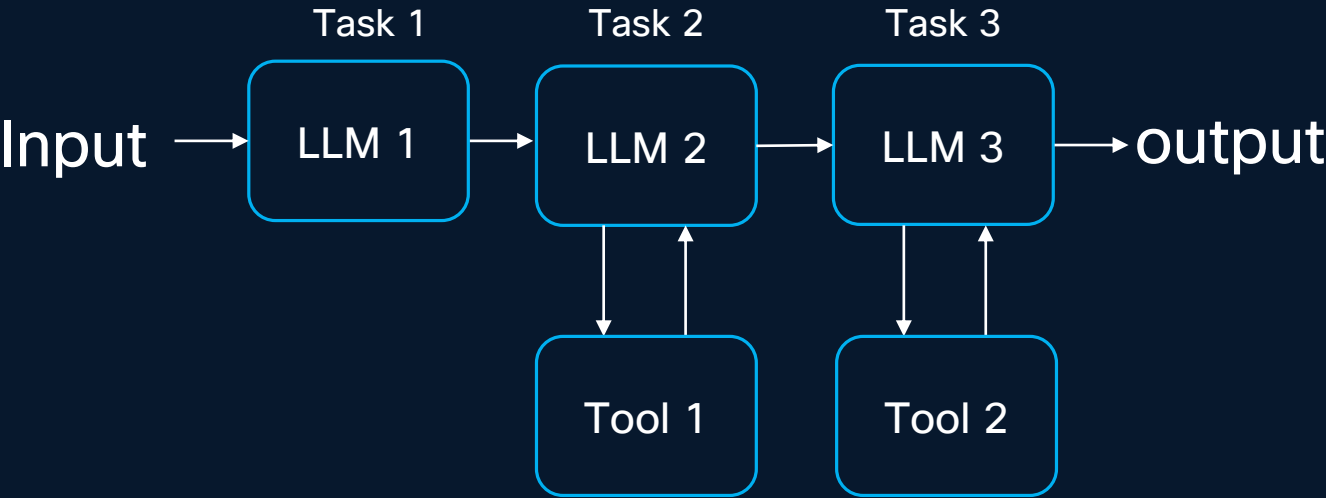 Task 1
Task 2
Task 3
Input
LLM 1
LLM 2
LLM 3
output
Tool 1
Tool 2